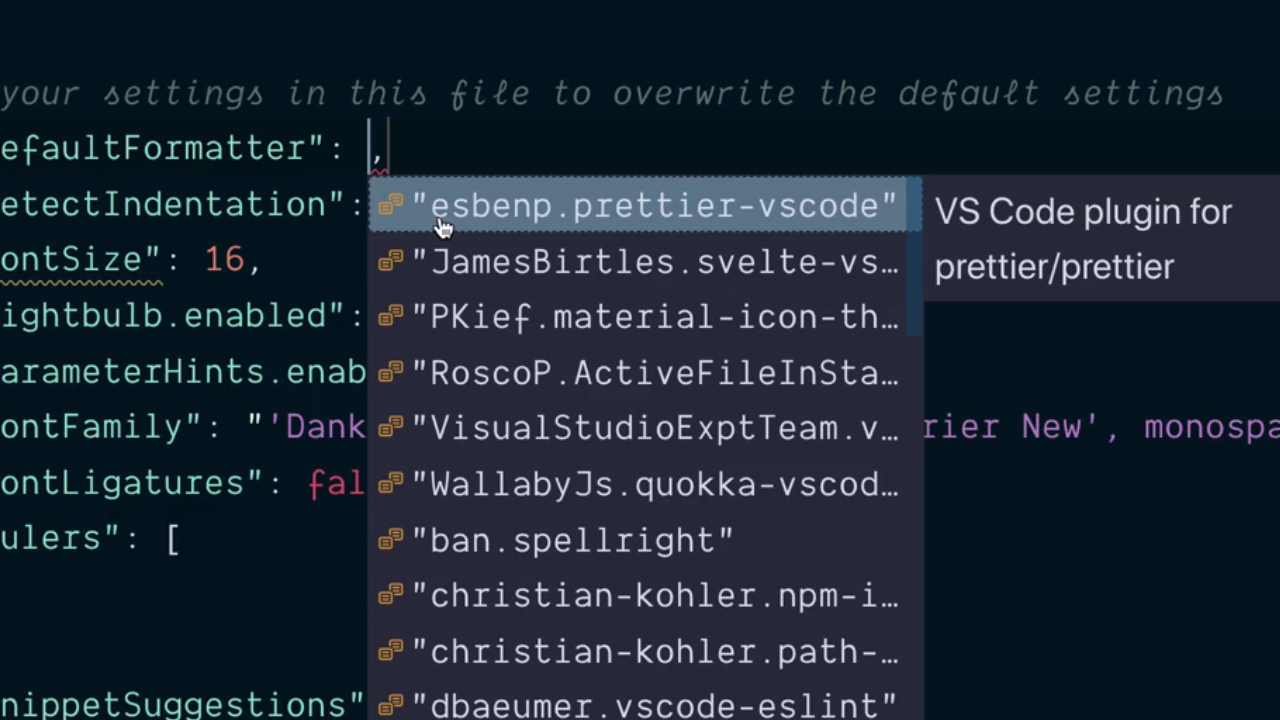 your settings in this file to overwrite the default settings
efaultFormatter": ,
etectIndentation":
ontSize": 16,
ightbulb.enabled":
arameterHints.enab
ontFamily": "'Dank rier New', monospa
ontLigatures": fal
ulers": [
nippetSuggestions"
"esbenp.prettier-vscode"
"JamesBirtles.svelte-vs…
"PKief.material-icon-th…
"RoscoP.ActiveFileInSta…
"VisualStudioExptTeam.v…
"WallabyJs.quokka-vscod…
"ban.spellright"
"christian-kohler.npm-i…
"christian-kohler.path-…
"dbaeumer.vscode-eslint"
VS Code plugin for
prettier/prettier